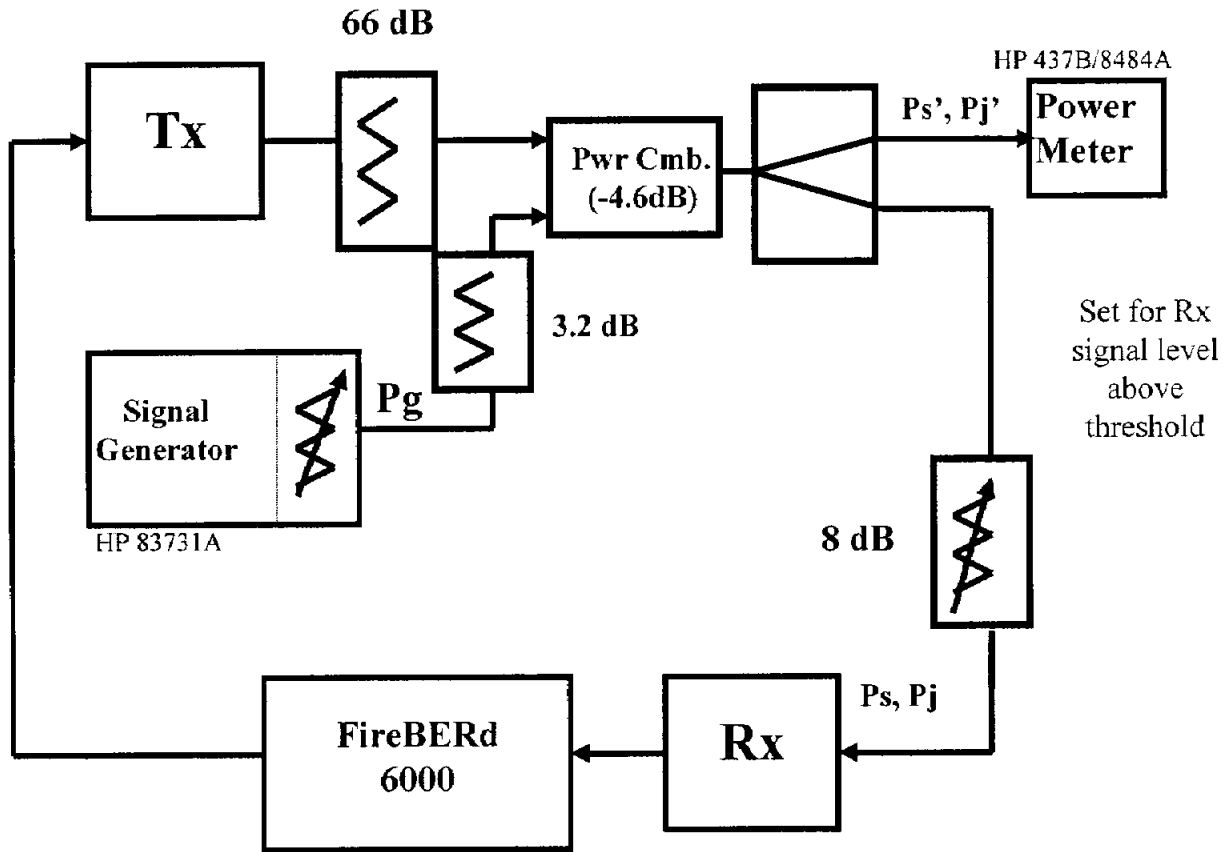 66 dB
HP 437B/8484A
Tx
Ps’, Pj’
Power
Meter
Pwr Cmb.
(-4.6dB)
3.2 dB
Set for Rx
signal level
above
threshold
Signal
Generator
Pg
HP 83731A
8 dB
Ps, Pj
FireBERd
6000
Rx